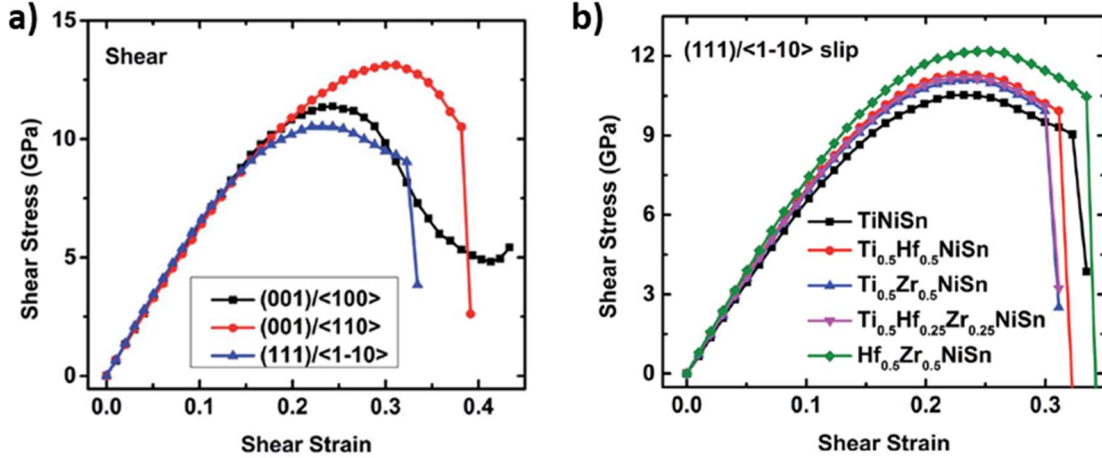 a)
Shear
Shear Stress (GPa)
15
10
5
0
(001)/<100>
(001)/<110>
(111)/<1-10>
0.0 0.1 0.2 0.3 0.4
Shear Strain
b)
(111)/<1-10> slip
Shear Stress (GPa)
12
9
6
3
0
TiNiSn
Ti0.5Hf0.5NiSn
Ti0.5Zr0.5NiSn
Ti0.5Hf0.25Zr0.25NiSn
Hf0.5Zr0.5NiSn
0.0 0.1 0.2 0.3
Shear Strain